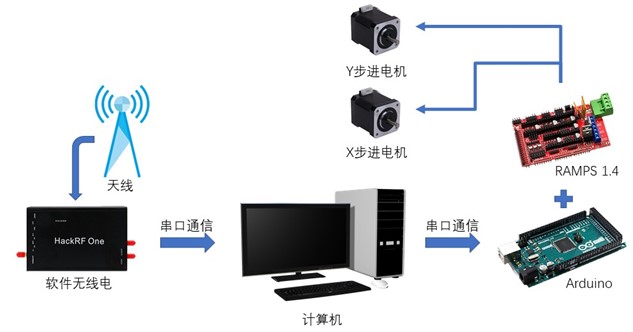 Y步进电机
X步进电机
RAMPS 1.4
天线
HackRF One
串口通信
串口通信
软件无线电
计算机
Arduino